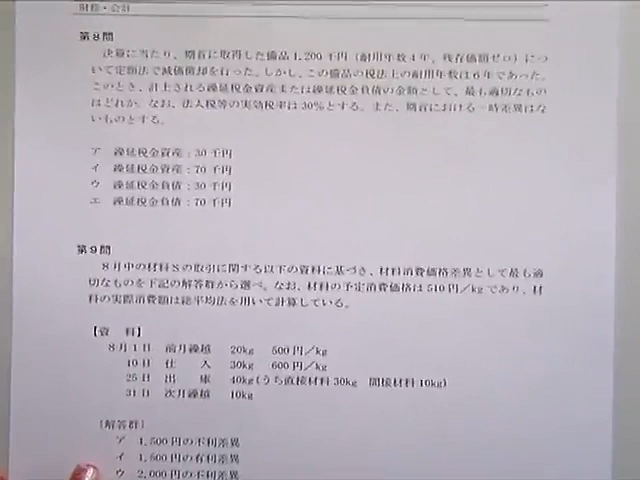 財務・会計
第8問
決算に当たり、期首に取得した備品1,200千円（耐用年数4年、残存価額ゼロ）につ
いて定額法で減価償却を行った。しかし、この備品の税法上の耐用年数は6年であった。
このとき、計上される繰延税金資産または繰延税金負債の金額として、最も適切なもの
はどれか。なお、法人税等の実効税率は30％とする。また、期首における一時差異はな
いものとする。
ア 繰延税金資産：30千円
イ 繰延税金資産：70千円
ウ 繰延税金負債：30千円
エ 繰延税金負債：70千円
第9問
8月中の材料Sの取引に関する以下の資料に基づき、材料消費価格差異として最も適
切なものを下記の解答群から選べ。なお、材料の予定消費価格は510円／kgであり、材
料の実際消費額は総平均法を用いて計算している。
【資 料】
8月1日 前月繰越 20kg 500円／kg
10日 仕 入 30kg 600円／kg
25日 出 庫 40kg（うち直接材料30kg 間接材料10kg）
31日 次月繰越 10kg
〔解答群〕
ア 1,500円の不利差異
イ 1,600円の有利差異
ウ 2,000円の不利差異